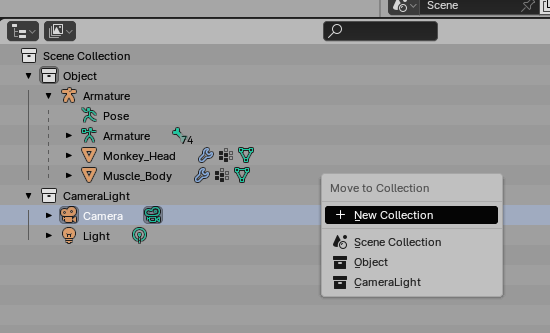 Scene
Scene Collection
Object
Armature
Pose
Armature 74
Monkey_Head
Muscle_Body
CameraLight
Camera
Light
Move to Collection
New Collection
Scene Collection
Object
CameraLight